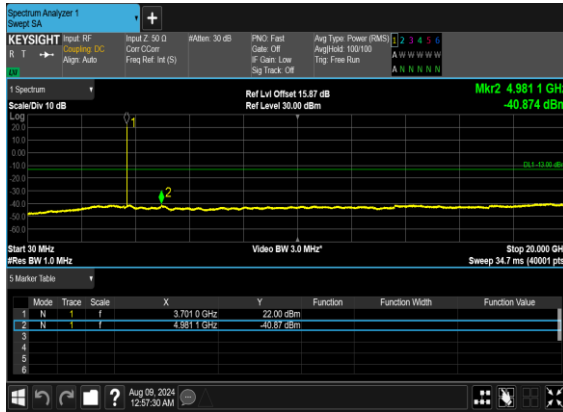 Spectrum Analyzer 1
Swept SA
+
KEYSIGHT Input: RF Input Z: 50 Ω #Atten: 30 dB PNO: Fast Avg Type: Power (RMS) 1 2 3 4 5 6
R T Coupling: DC Corr CCorr Gate: Off Avg|Hold: 100/100 A W W W W W
Align: Auto Freq Ref: Int (S) IF Gain: Low Trig: Free Run
LXI Sig Track: Off A N N N N N
1 Spectrum Ref Lvl Offset 15.87 dB Mkr2 4.981 1 GHz
Scale/Div 10 dB Ref Level 30.00 dBm -40.874 dBm
Log
1
20.0
10.0
0.00
-10.0
DL1 -13.00 dBm
-20.0
-30.0
2
-40.0
-50.0
-60.0
Start 30 MHz Video BW 3.0 MHz* Stop 20.000 GHz
#Res BW 1.0 MHz Sweep 34.7 ms (40001 pts)
5 Marker Table
Mode Trace Scale X Y Function Function Width Function Value
1 N 1 f 3.701 0 GHz 22.00 dBm
2 N 1 f 4.981 1 GHz -40.87 dBm
3
4
5
6
? Aug 09, 2024
12:57:30 AM